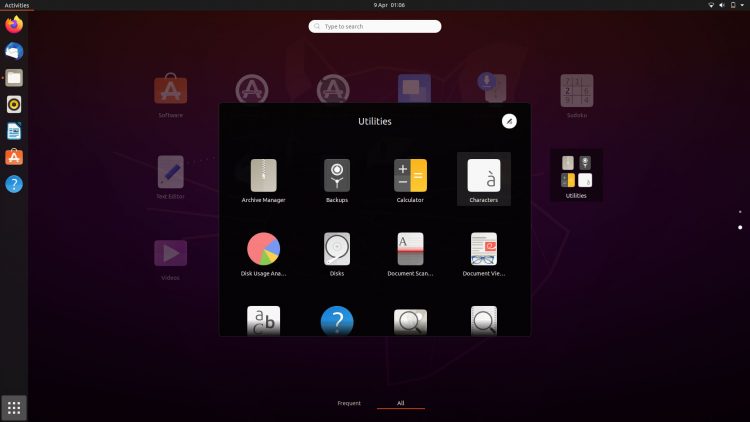 Activities
9 Apr 01:06
Type to search
Software
Sudoku
Utilities
Archive Manager
Backups
Calculator
Characters
Text Editor
Utilities
Disk Usage Ana...
Disks
Document Scan...
Document Vie...
Videos
Frequent
All